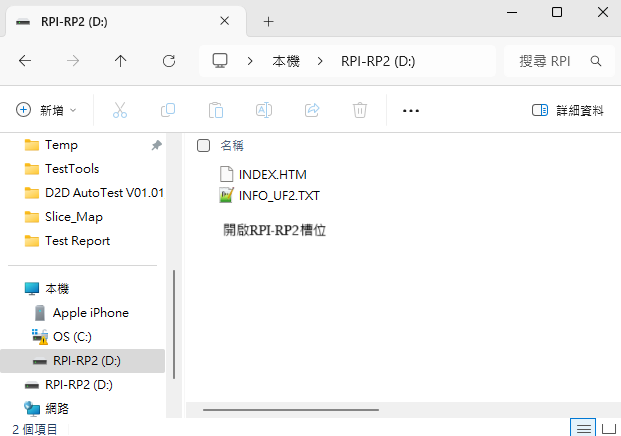 RPI-RP2 (D:)
本機
RPI-RP2 (D:)
搜尋 RPI
新增
詳細資料
Temp
TestTools
D2D AutoTest V01.01
Slice_Map
Test Report
本機
Apple iPhone
OS (C:)
RPI-RP2 (D:)
RPI-RP2 (D:)
網路
名稱
INDEX.HTM
INFO_UF2.TXT
開啟RPI-RP2槽位
2 個項目